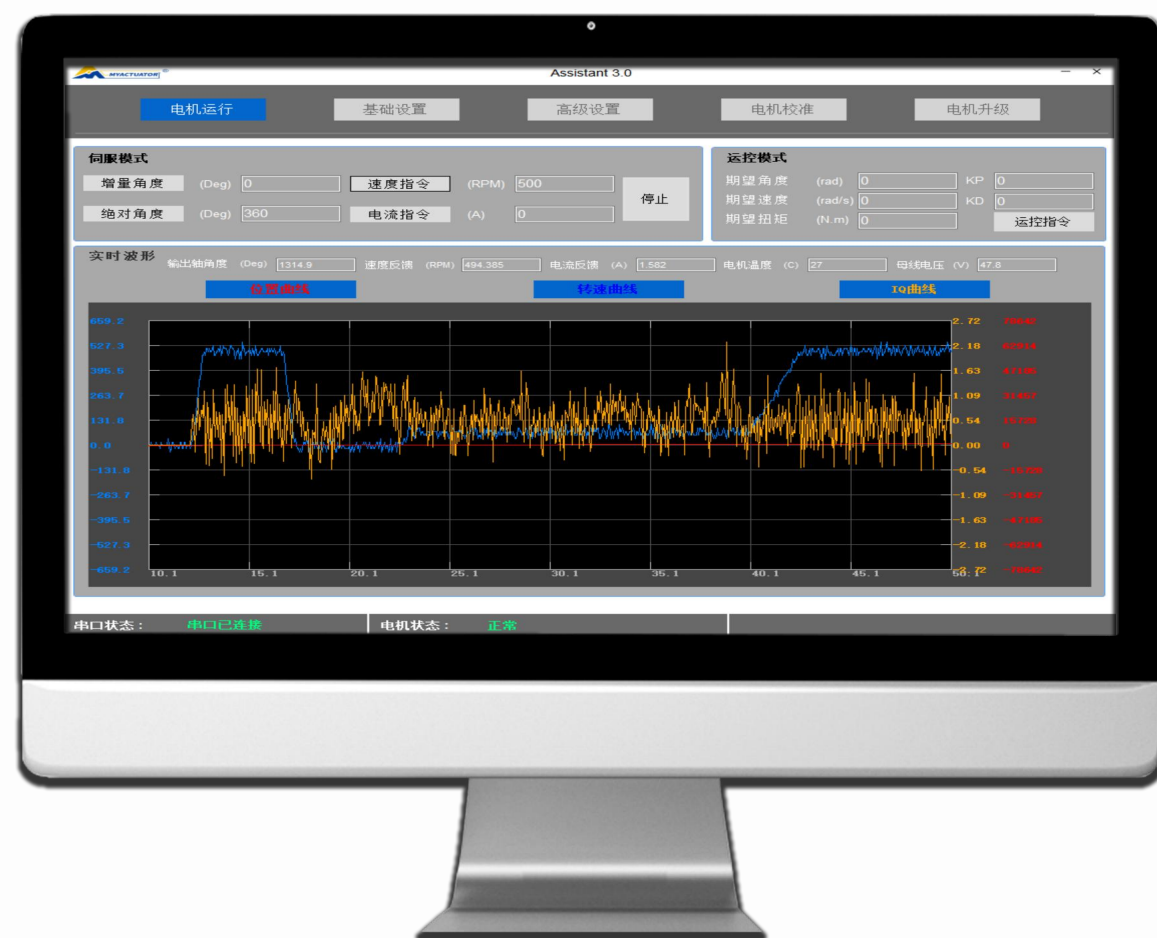 MYACTUATOR ®
Assistant 3.0
电机运行 基础设置 高级设置 电机校准 电机升级
伺服模式 运控模式
增量角度 (Deg) 0 速度指令 (RPM) 500 停止
绝对角度 (Deg) 360 电流指令 (A) 0
期望角度 (rad) 0 KP 0
期望速度 (rad/s) 0 KD 0
期望扭矩 (N.m) 0 运控指令
实时波形 输出轴角度 (Deg) 1314.9 速度反馈 (RPM) 494.385 电流反馈 (A) 1.582 电机温度 (C) 27 母线电压 (V) 47.8
位置曲线 转速曲线 IQ曲线
659.2 2.72
527.3 2.18
395.5 1.63
263.7 1.09
131.8 0.54
0.0 0.00 0
-131.8 -0.54
-263.7 -1.09
-395.5 -1.63
-527.3 -2.18
-659.2 -2.72
10.1 15.1 20.1 25.1 30.1 35.1 40.1 45.1 50.1
串口状态： 串口已连接 电机状态： 正常